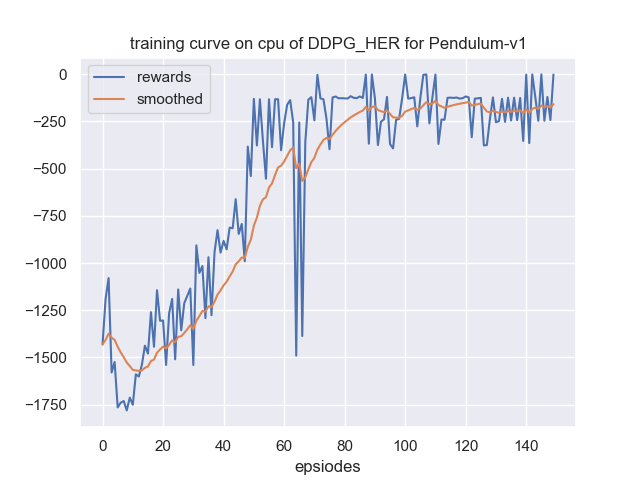 training curve on cpu of DDPG_HER for Pendulum-v1
rewards
smoothed
0
−250
−500
−750
−1000
−1250
−1500
−1750
0 20 40 60 80 100 120 140
epsiodes